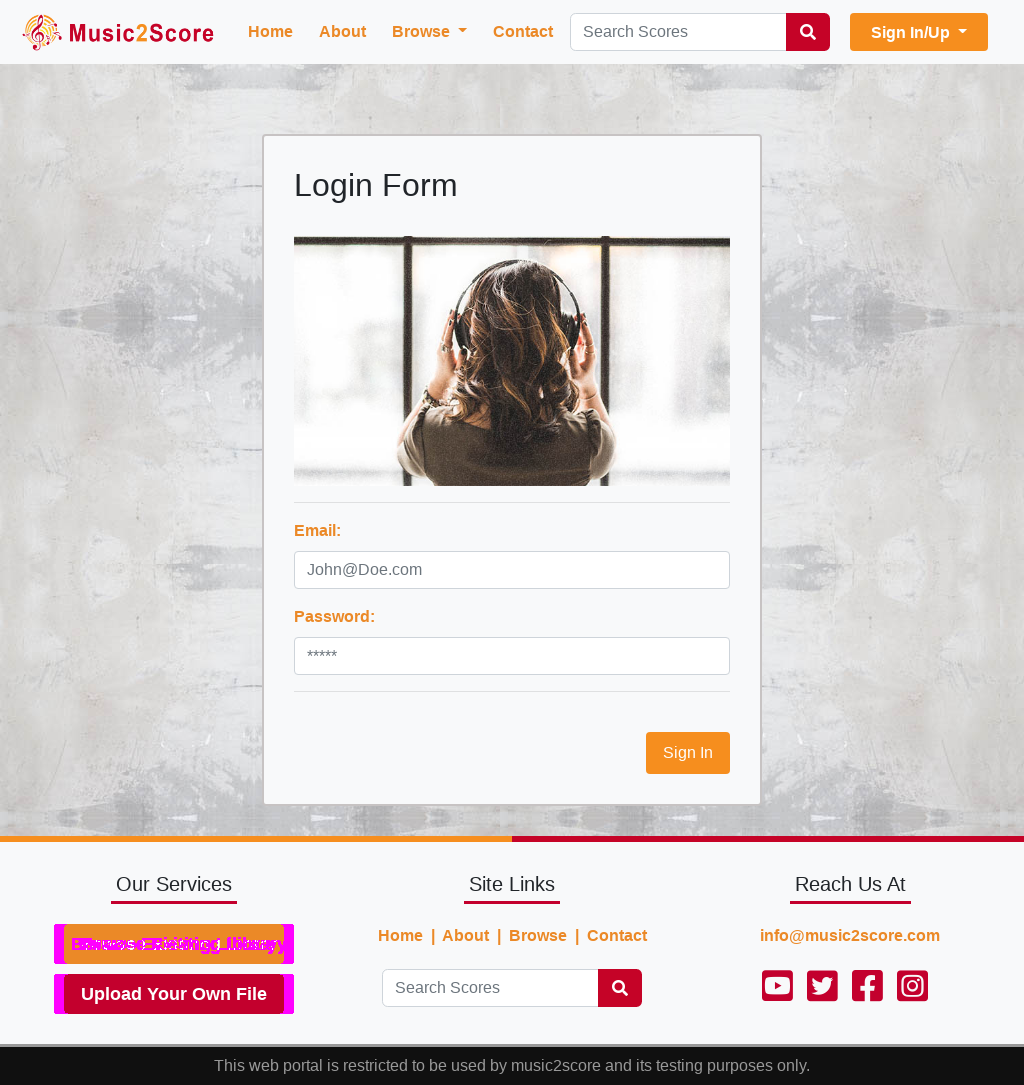 Music2Score
Home
About
Browse
Contact
Search Scores
Sign In/Up
Login Form
Email:
John@Doe.com
Password:
*****
Sign In
Our Services
Site Links
Reach Us At
Upload Your Own File
Home | About | Browse | Contact
Search Scores
info@music2score.com
This web portal is restricted to be used by music2score and its testing purposes only.